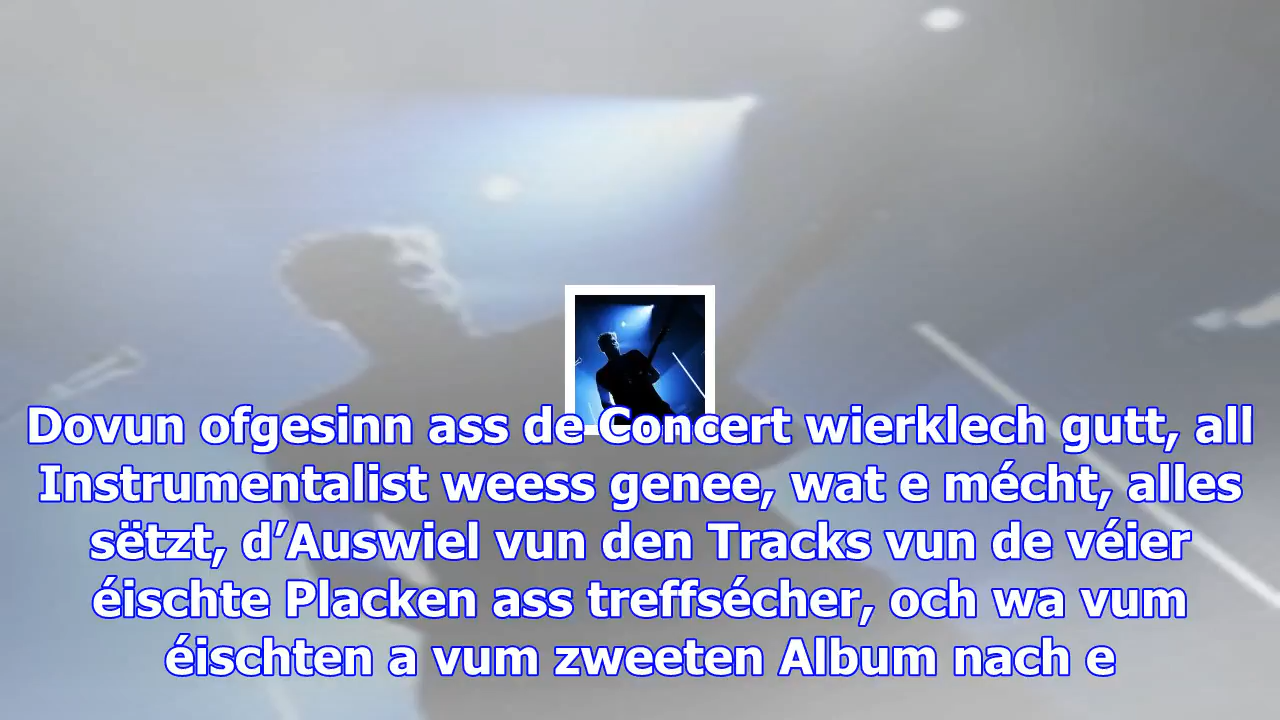 Dovun ofgesinn ass de Concert wierklech gutt, all
Instrumentalist weess genee, wat e mécht, alles
sëtzt, d’Auswiel vun den Tracks vun de véier
éischte Placken ass treffsécher, och wa vum
éischten a vum zweeten Album nach e